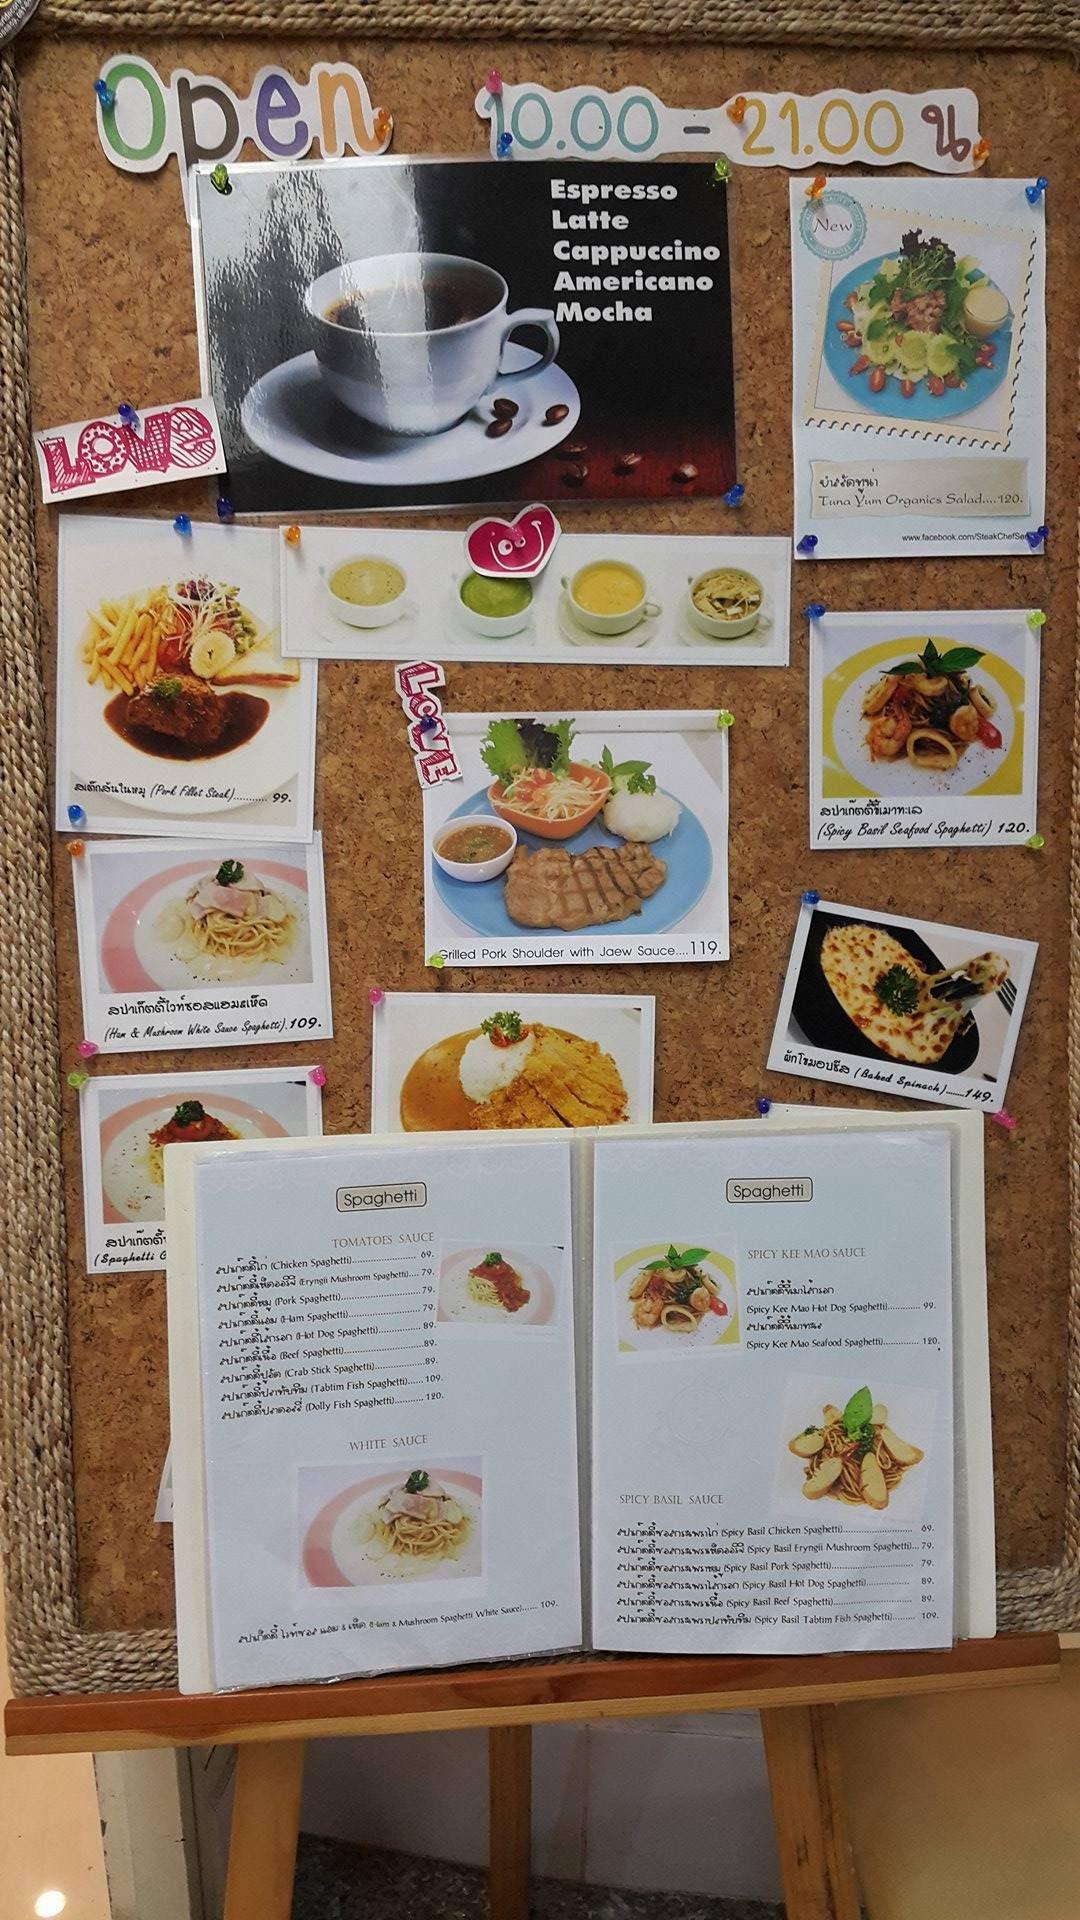 Open 10.00 - 21.00 น
Espresso
Latte
Cappuccino
Americano
Mocha
New
LOVE
ยำสลัดทูน่า
Tuna Yum Organics Salad....120.
www.facebook.com/SteakChefSer
สเต็กสันในหมู (Pork Fillet Steak)........... 99.
LOVE
สปาเก็ตตี้ขี้เมาทะเล
(Spicy Basil Seafood Spaghetti) 120.
Grilled Pork Shoulder with Jaew Sauce....119.
สปาเก็ตตี้ไวท์ซอสแฮม&เห็ด
(Ham & Mushroom White Sauce Spaghetti).109.
ผักโขมอบชีส (Baked Spinach)........149.
สปาเก็ตตี้
(Spaghetti
Spaghetti
TOMATOES SAUCE
สปาเก็ตตี้ไก่ (Chicken Spaghetti)...................... 69.
สปาเก็ตตี้เห็ดออริจิ (Eryngii Mushroom Spaghetti).... 79.
สปาเก็ตตี้หมู (Pork Spaghetti)............................ 79.
สปาเก็ตตี้แฮม (Ham Spaghetti)........................ 79.
สปาเก็ตตี้ไส้กรอก (Hot Dog Spaghetti).............. 89.
สปาเก็ตตี้เนื้อ (Beef Spaghetti)...........................89.
สปาเก็ตตี้ปูอัด (Crab Stick Spaghetti)................89.
สปาเก็ตตี้ปลาทับทิม (Tabtim Fish Spaghetti)...... 109.
สปาเก็ตตี้ปลาดอรี่ (Dolly Fish Spaghetti)........... 120.
WHITE SAUCE
สปาเก็ตตี้ ไวท์ซอส แฮม & เห็ด (Ham & Mushroom Spaghetti White Sauce)...... 109.
Spaghetti
SPICY KEE MAO SAUCE
สปาเก็ตตี้ขี้เมาไส้กรอก
(Spicy Kee Mao Hot Dog Spaghetti)........... 99.
สปาเก็ตตี้ขี้เมาทะเล
(Spicy Kee Mao Seafood Spaghetti)............ 120.
SPICY BASIL SAUCE
สปาเก็ตตี้ซอสกระเพราไก่ (Spicy Basil Chicken Spaghetti)....................... 69.
สปาเก็ตตี้ซอสกระเพราเห็ดออริจิ (Spicy Basil Eryngii Mushroom Spaghetti)... 79.
สปาเก็ตตี้ซอสกระเพราหมู (Spicy Basil Pork Spaghetti)........................... 79.
สปาเก็ตตี้ซอสกระเพราไส้กรอก (Spicy Basil Hot Dog Spaghetti).............. 89.
สปาเก็ตตี้ซอสกระเพราเนื้อ (Spicy Basil Beef Spaghetti)........................ 89.
สปาเก็ตตี้ซอสกระเพราปลาทับทิม (Spicy Basil Tabtim Fish Spaghetti)........ 109.